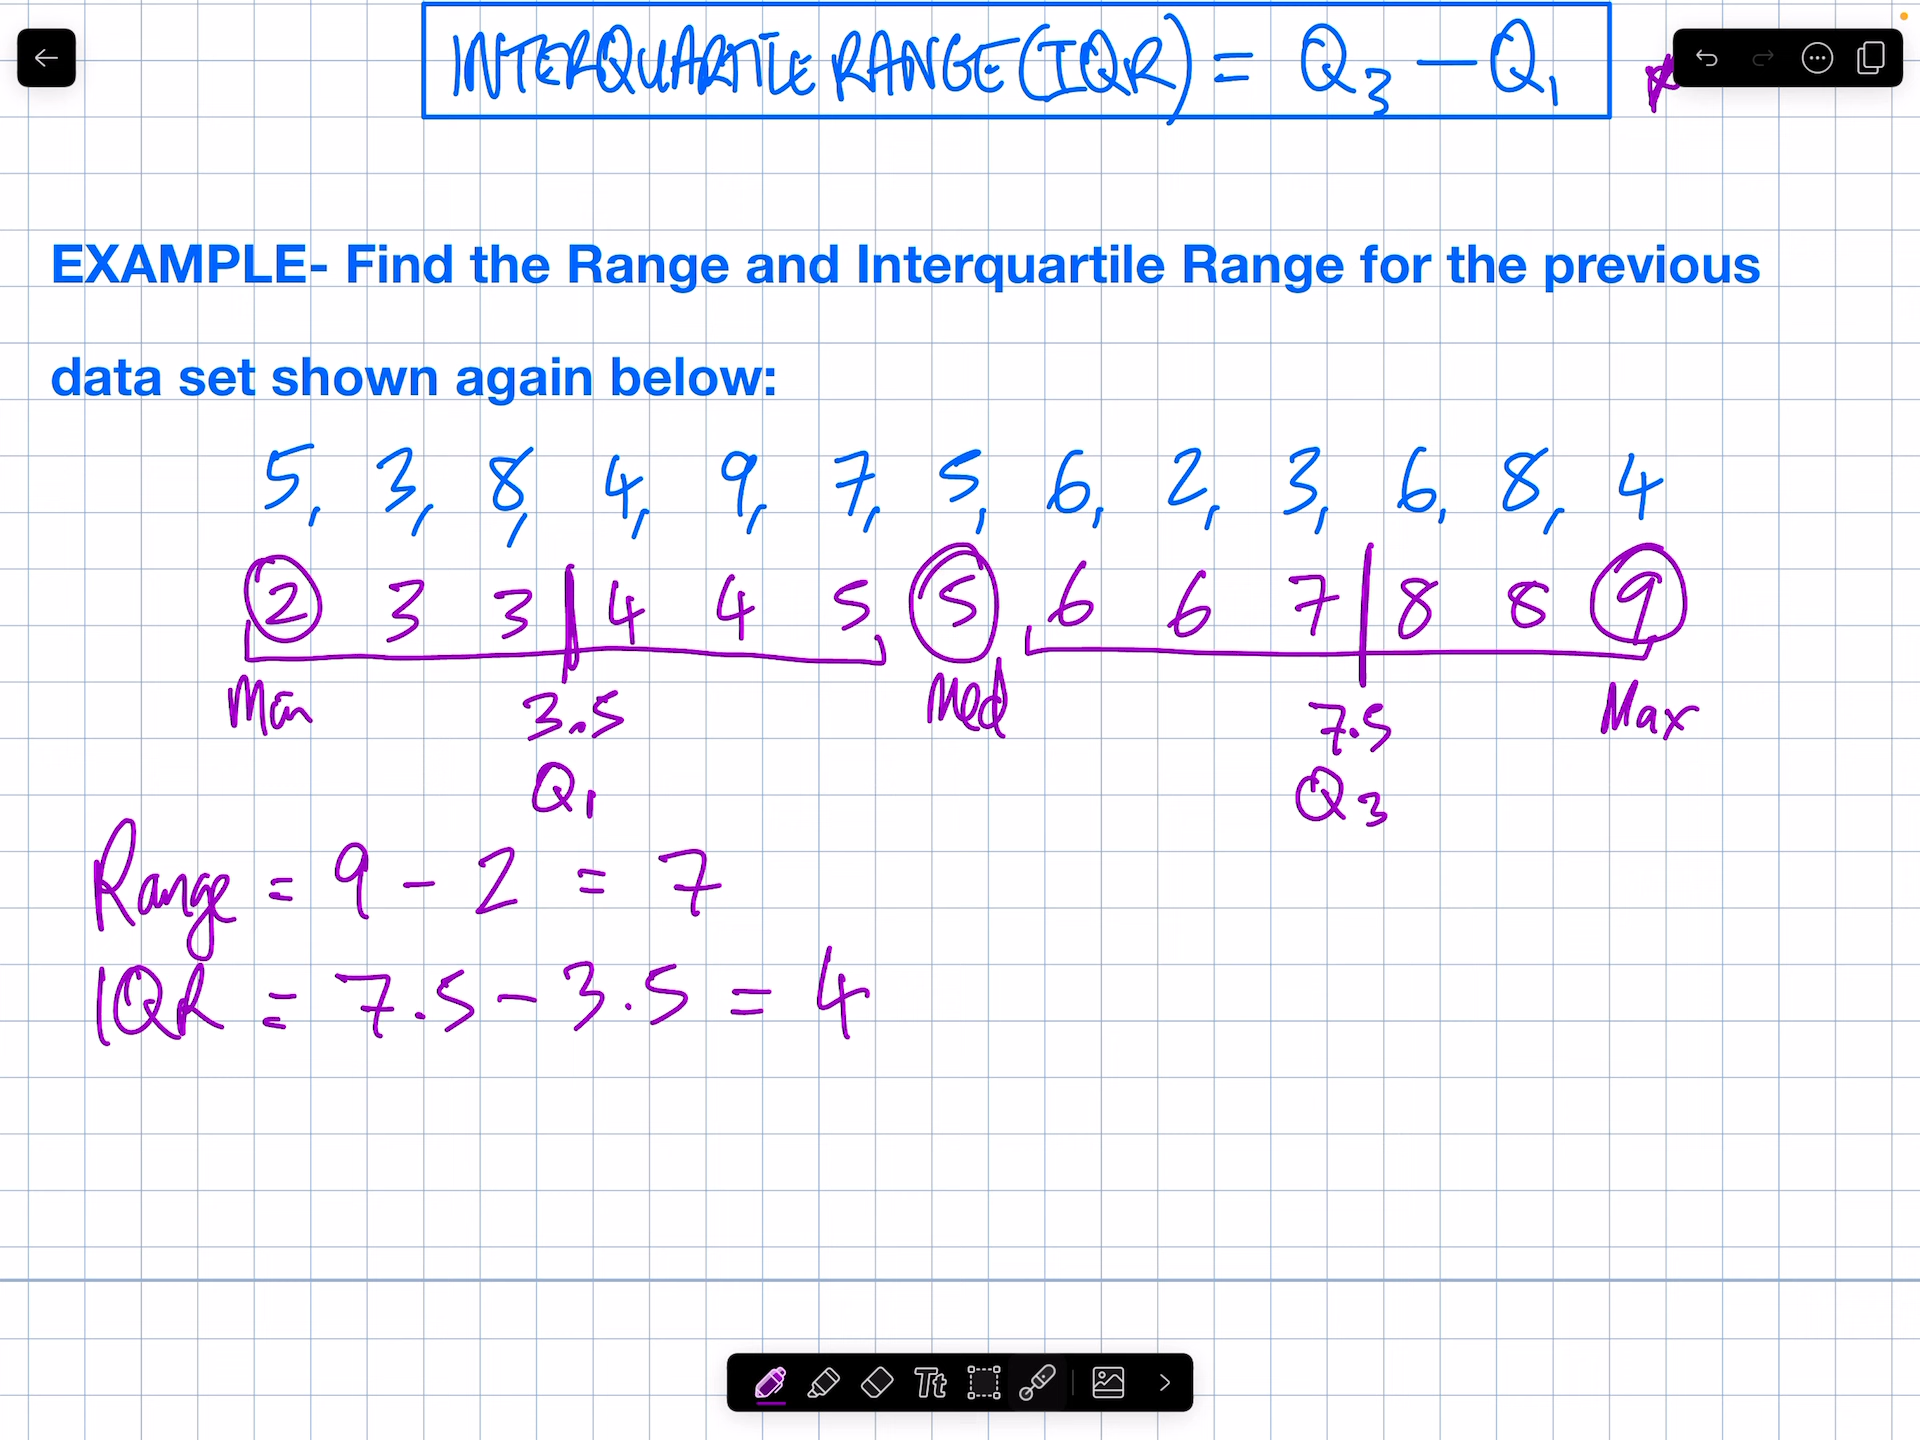 INTERQUARTILE RANGE (IQR) = Q3 - Q1
EXAMPLE- Find the Range and Interquartile Range for the previous
data set shown again below:
5, 3, 8, 4, 9, 7, 5, 6, 2, 3, 6, 8, 4
2 3 3 4 4 5 5 6 6 7 8 8 9
Min 3.5 Med 7.5 Max
Q1 Q3
Range = 9 - 2 = 7
IQR = 7.5 - 3.5 = 4
Tt